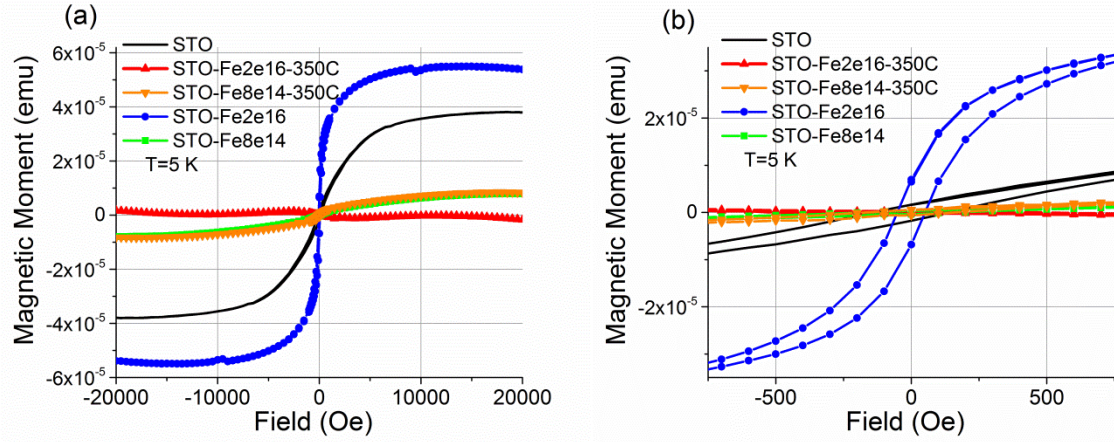 (a)
STO
STO-Fe2e16-350C
STO-Fe8e14-350C
STO-Fe2e16
STO-Fe8e14
T=5 K
Magnetic Moment (emu)
6x10⁻⁵
4x10⁻⁵
2x10⁻⁵
0
-2x10⁻⁵
-4x10⁻⁵
-6x10⁻⁵
-20000 -10000 0 10000 20000
Field (Oe)
(b)
STO
STO-Fe2e16-350C
STO-Fe8e14-350C
STO-Fe2e16
STO-Fe8e14
T=5 K
Magnetic Moment (emu)
2x10⁻⁵
0
-2x10⁻⁵
-500 0 500
Field (Oe)